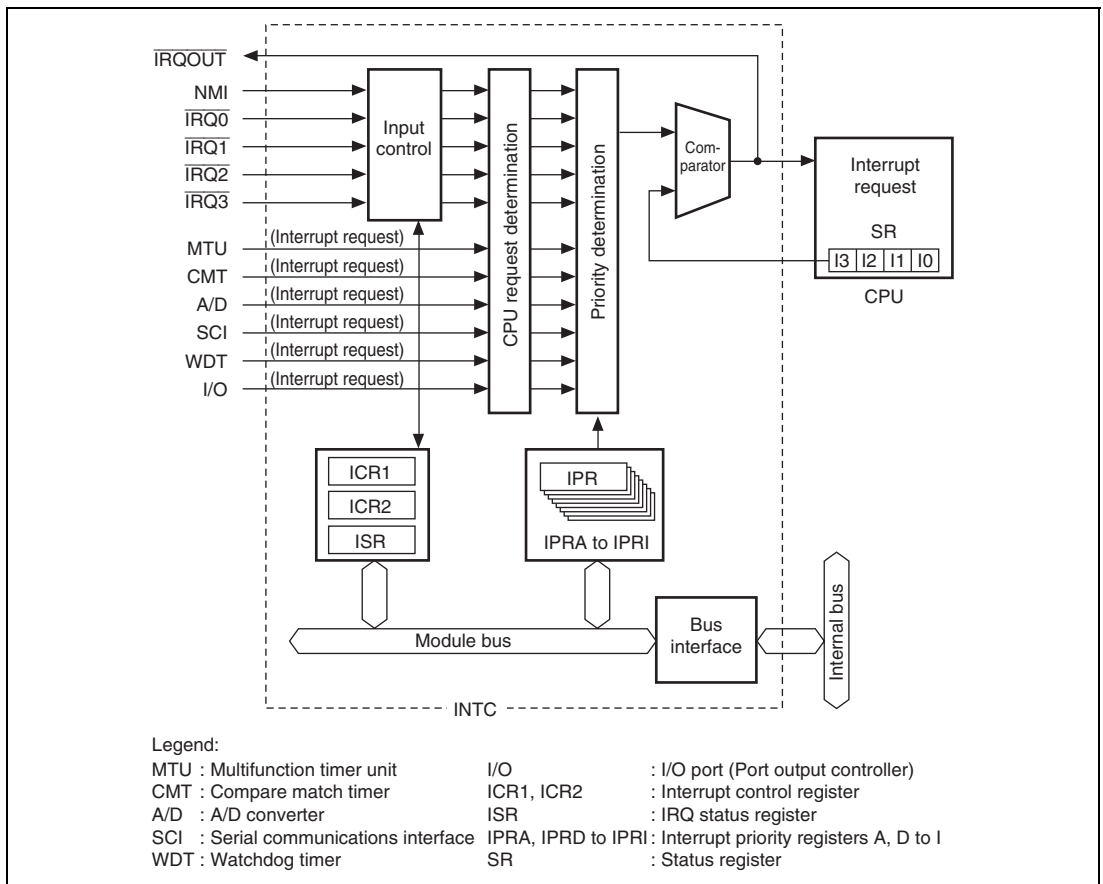 IRQOUT
NMI
IRQ0
IRQ1
IRQ2
IRQ3
MTU (Interrupt request)
CMT (Interrupt request)
A/D (Interrupt request)
SCI (Interrupt request)
WDT (Interrupt request)
I/O (Interrupt request)
Input
control
CPU request determination
Priority determination
Com-
parator
Interrupt
request
SR
I3 I2 I1 I0
CPU
ICR1
ICR2
ISR
IPR
IPRA to IPRI
Module bus
Bus
interface
Internal bus
INTC
Legend:
MTU : Multifunction timer unit I/O : I/O port (Port output controller)
CMT : Compare match timer ICR1, ICR2 : Interrupt control register
A/D : A/D converter ISR : IRQ status register
SCI : Serial communications interface IPRA, IPRD to IPRI : Interrupt priority registers A, D to I
WDT : Watchdog timer SR : Status register